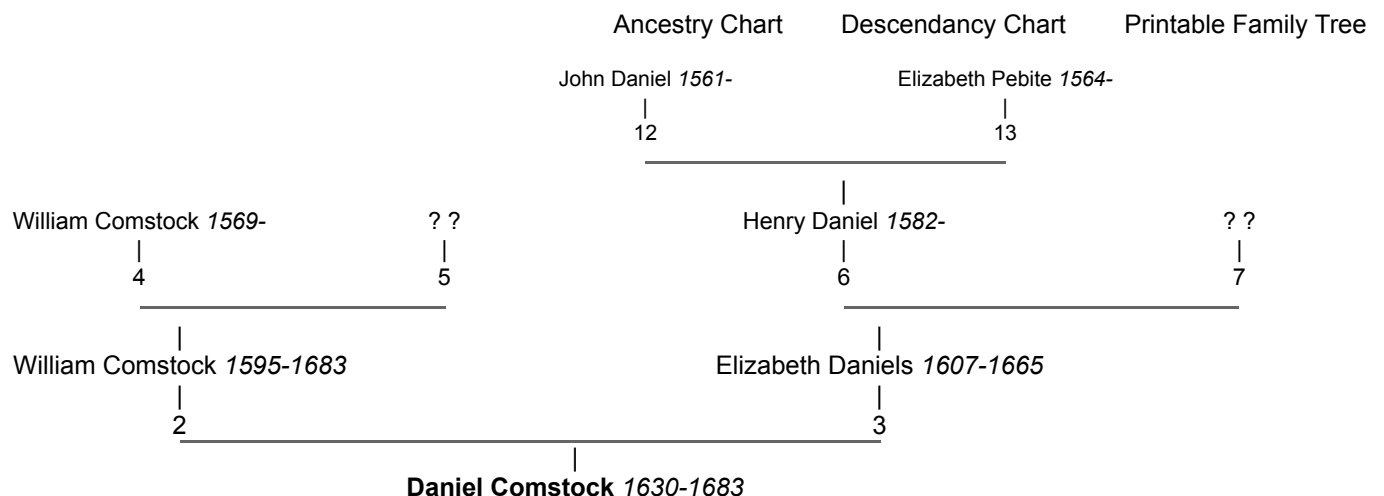 Ancestry Chart Descendancy Chart Printable Family Tree
John Daniel 1561- Elizabeth Pebite 1564-
| |
12 13
|
William Comstock 1569- ? ? Henry Daniel 1582- ? ?
| | | |
4 5 6 7
| |
William Comstock 1595-1683 Elizabeth Daniels 1607-1665
| |
2 3
|
Daniel Comstock 1630-1683